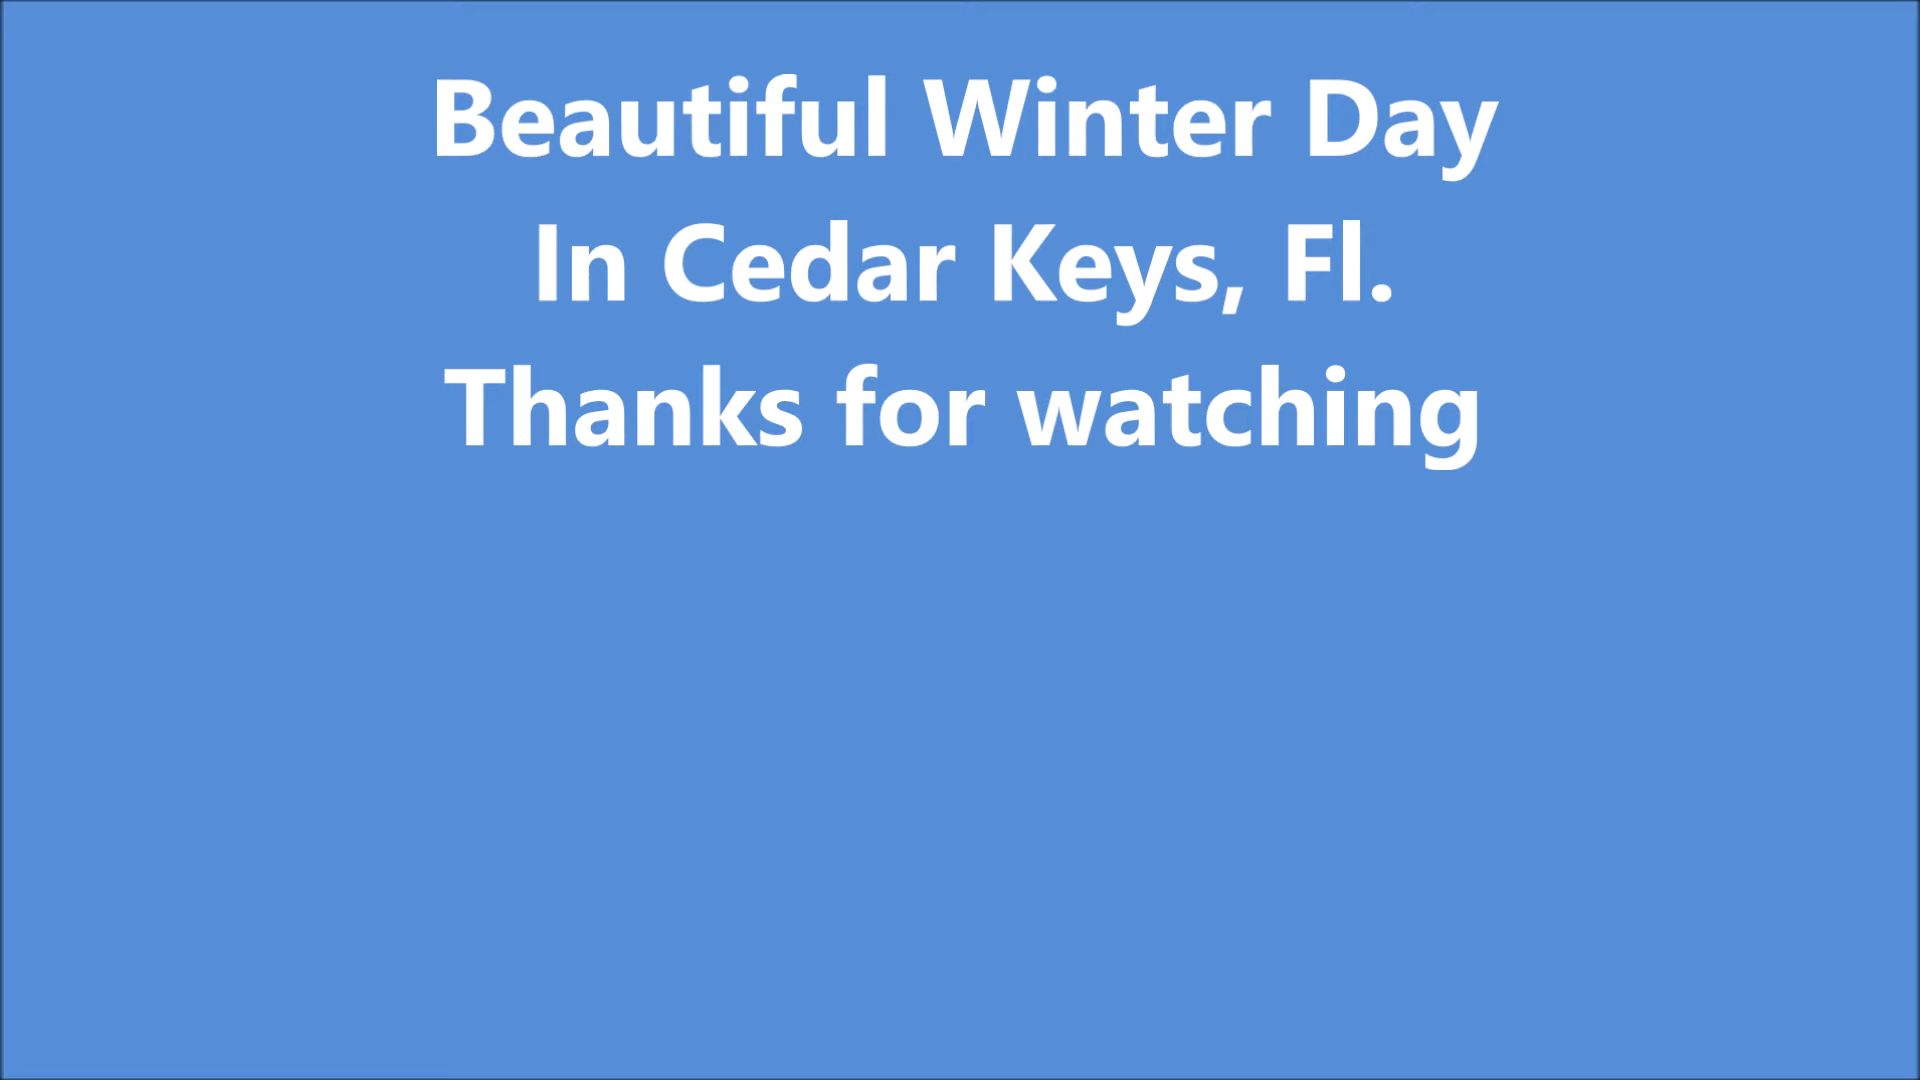 Beautiful Winter Day
In Cedar Keys, Fl.
Thanks for watching